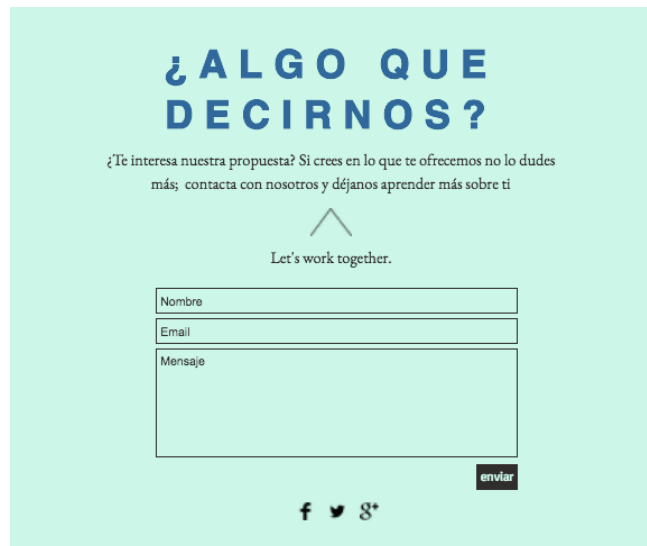 ¿ALGO QUE
DECIRNOS?
¿Te interesa nuestra propuesta? Si crees en lo que te ofrecemos no lo dudes
más;  contacta con nosotros y déjanos aprender más sobre ti
Let's work together.
Nombre
Email
Mensaje
enviar